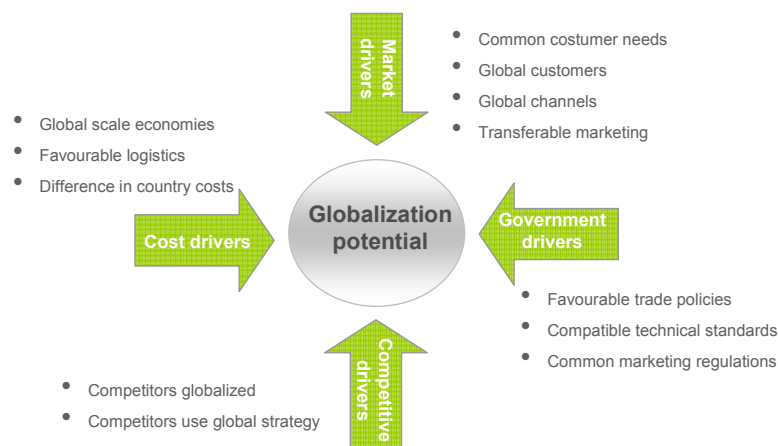 Market
drivers
Common costumer needs
Global customers
Global channels
Transferable marketing
Global scale economies
Favourable logistics
Difference in country costs
Cost drivers
Globalization
potential
Government
drivers
Favourable trade policies
Compatible technical standards
Common marketing regulations
Competitive
drivers
Competitors globalized
Competitors use global strategy